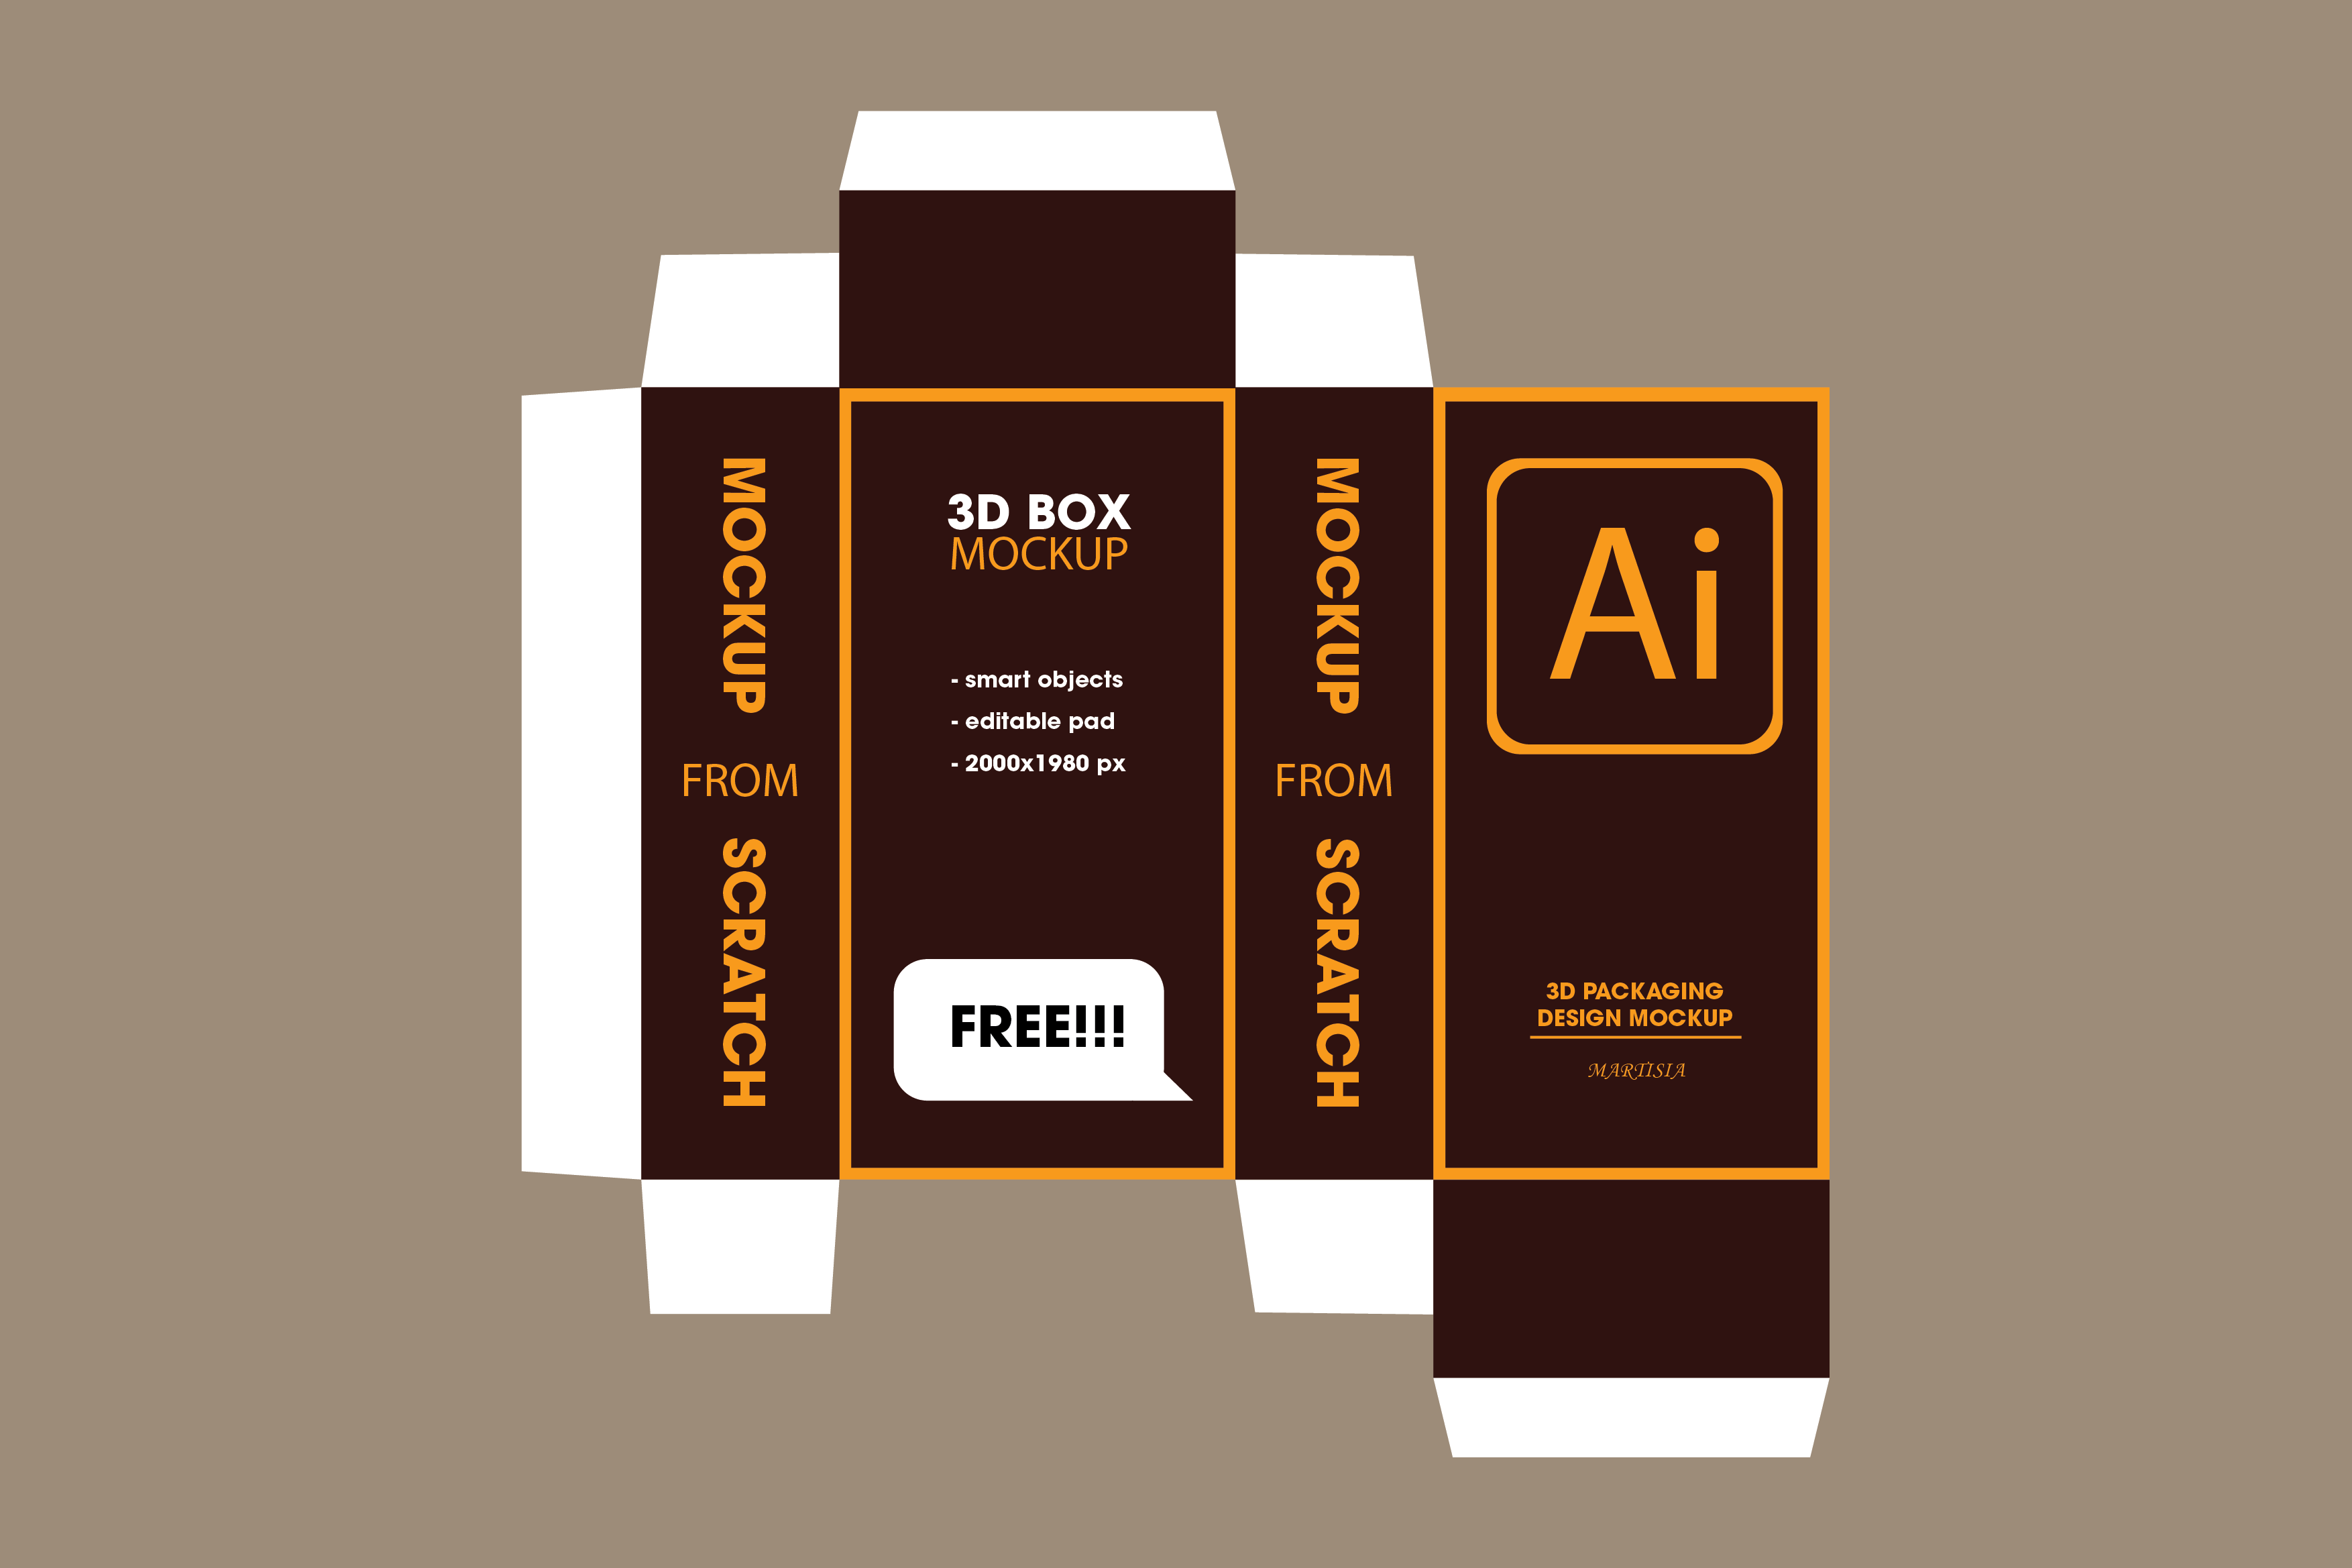 MOCKUP
FROM
SCRATCH
3D BOX
MOCKUP
- smart objects
- editable pad
- 2000x1980 px
FREE!!!
MOCKUP
FROM
SCRATCH
Ai
3D PACKAGING
DESIGN MOCKUP
MARTISIA